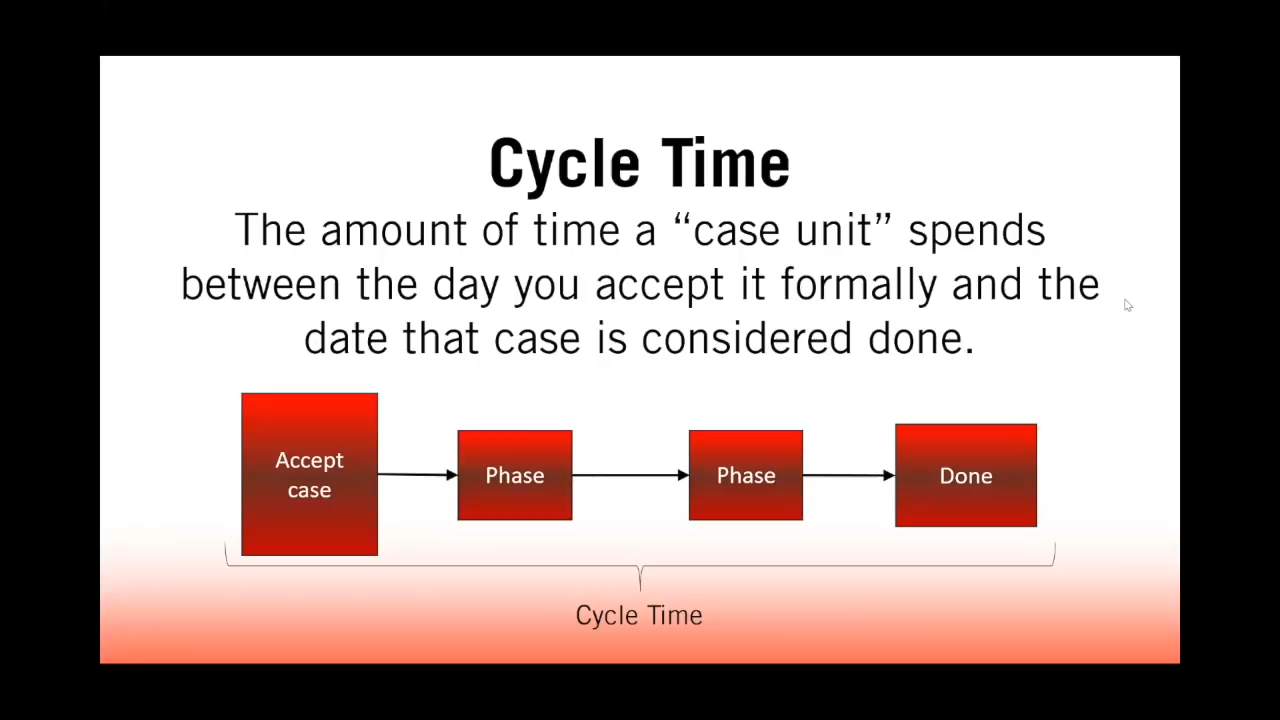 Cycle Time
The amount of time a “case unit” spends
between the day you accept it formally and the
date that case is considered done.
Accept
case
Phase
Phase
Done
Cycle Time